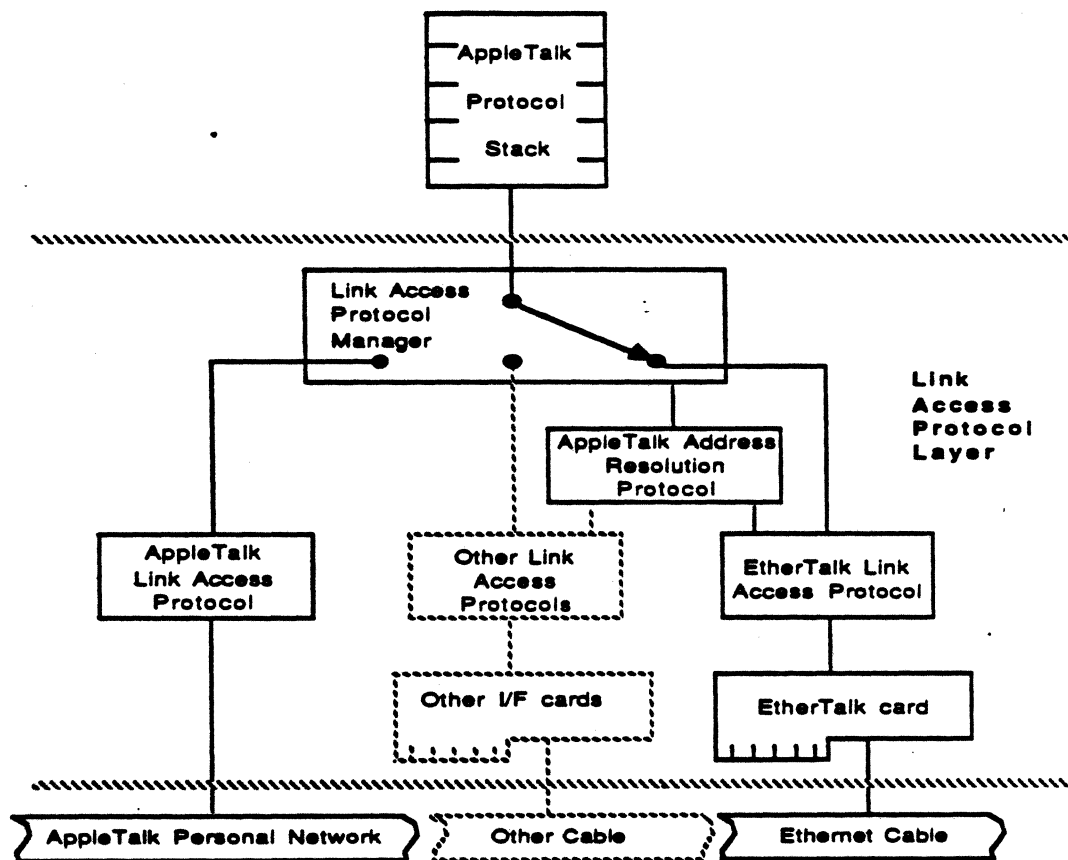 AppleTalk
Protocol
Stack
Link Access
Protocol
Manager
Link
Access
Protocol
Layer
AppleTalk Address
Resolution
Protocol
AppleTalk
Link Access
Protocol
Other Link
Access
Protocols
EtherTalk Link
Access Protocol
Other I/F cards
EtherTalk card
AppleTalk Personal Network
Other Cable
Ethernet Cable